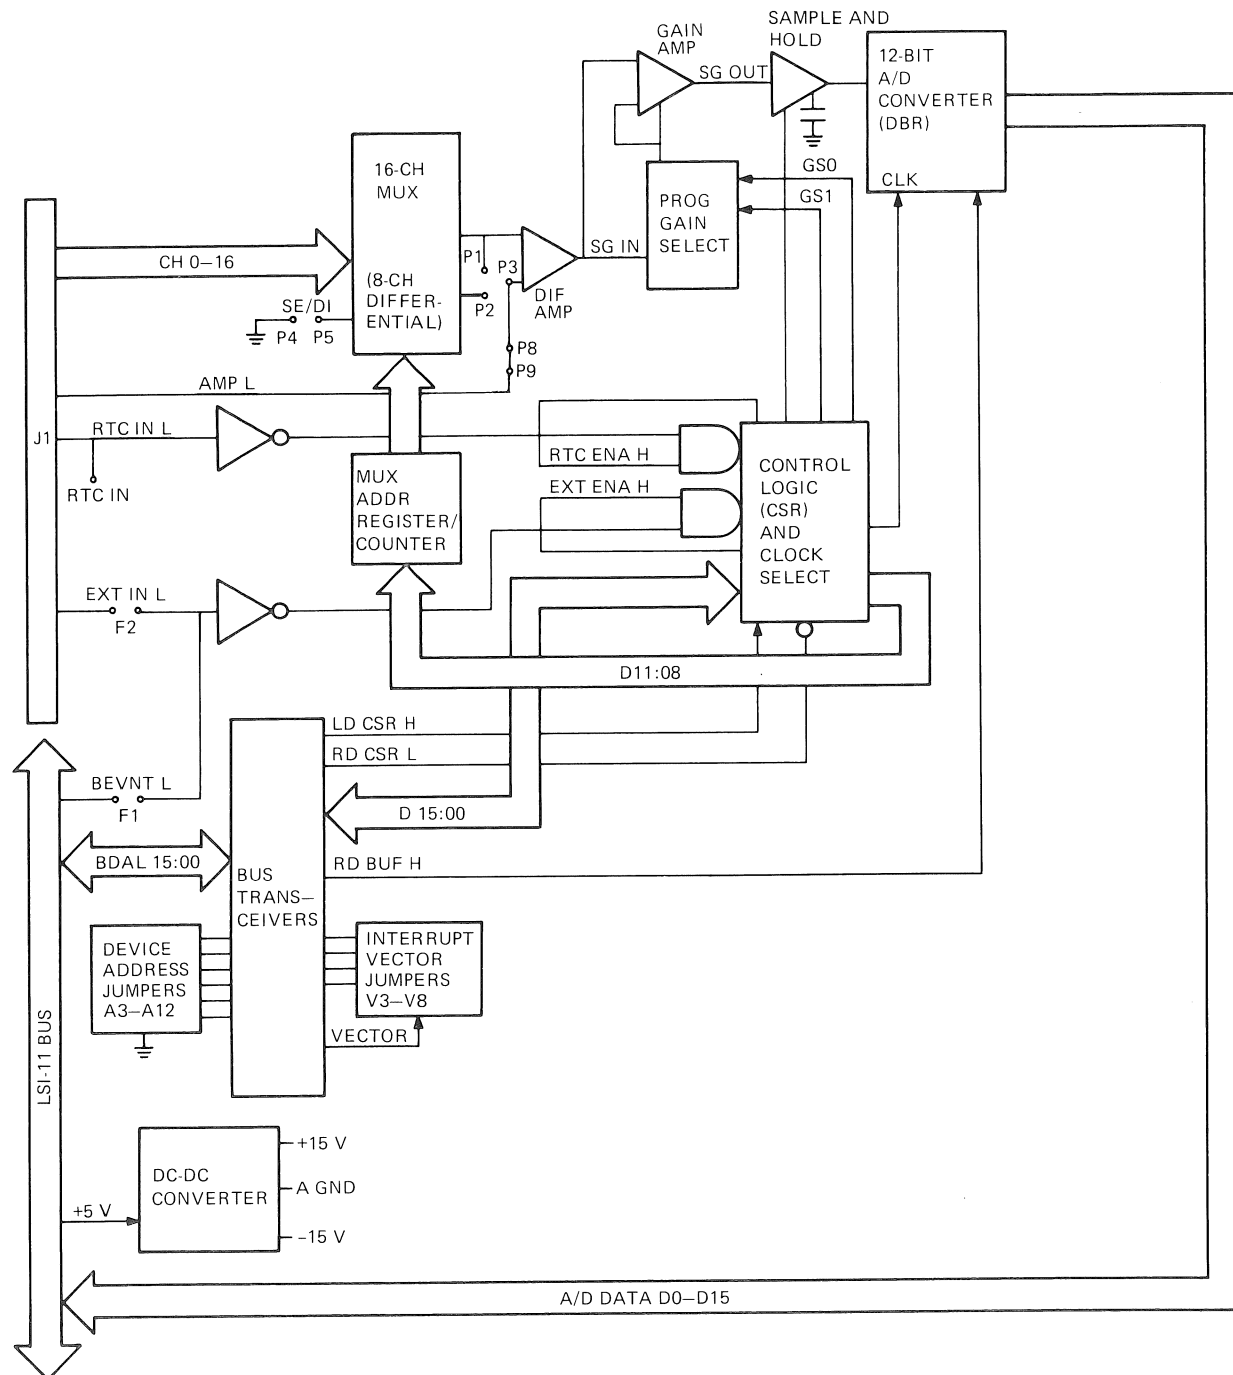 SAMPLE AND
HOLD
GAIN
AMP
SG OUT
12-BIT
A/D
CONVERTER
(DBR)
CLK
16-CH
MUX
(8-CH
DIFFER-
ENTIAL)
PROG
GAIN
SELECT
GS0
GS1
CH 0–16
P1
P3
P2
SG IN
DIF
AMP
SE/DI
P4 P5
P8
P9
AMP L
J1
RTC IN L
RTC IN
RTC ENA H
EXT ENA H
MUX
ADDR
REGISTER/
COUNTER
CONTROL
LOGIC
(CSR)
AND
CLOCK
SELECT
EXT IN L
F2
D11:08
LD CSR H
RD CSR L
BEVNT L
F1
D 15:00
BDAL 15:00
RD BUF H
BUS
TRANS–
CEIVERS
DEVICE
ADDRESS
JUMPERS
A3–A12
INTERRUPT
VECTOR
JUMPERS
V3–V8
VECTOR
LSI-11 BUS
DC-DC
CONVERTER
+15 V
A GND
–15 V
+5 V
A/D DATA D0–D15